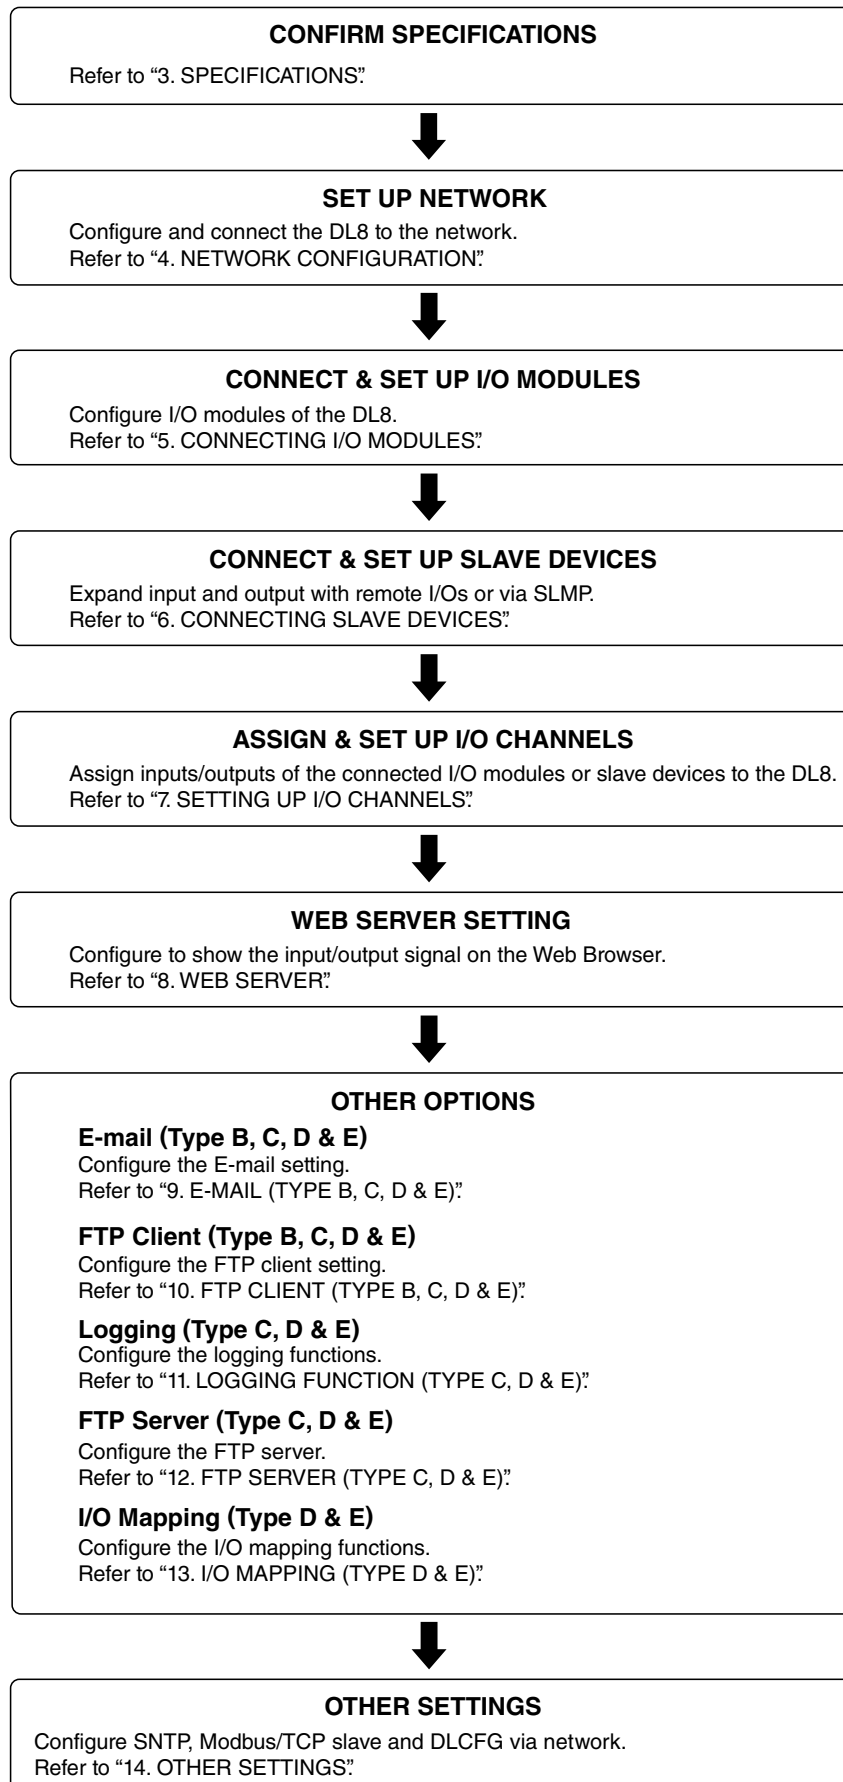 CONFIRM SPECIFICATIONS
Refer to “3. SPECIFICATIONS”.
SET UP NETWORK
Configure and connect the DL8 to the network.
Refer to “4. NETWORK CONFIGURATION”.
CONNECT & SET UP I/O MODULES
Configure I/O modules of the DL8.
Refer to “5. CONNECTING I/O MODULES”.
CONNECT & SET UP SLAVE DEVICES
Expand input and output with remote I/Os or via SLMP.
Refer to “6. CONNECTING SLAVE DEVICES”.
ASSIGN & SET UP I/O CHANNELS
Assign inputs/outputs of the connected I/O modules or slave devices to the DL8.
Refer to “7. SETTING UP I/O CHANNELS”.
WEB SERVER SETTING
Configure to show the input/output signal on the Web Browser.
Refer to “8. WEB SERVER”.
OTHER OPTIONS
E-mail (Type B, C, D & E)
Configure the E-mail setting.
Refer to “9. E-MAIL (TYPE B, C, D & E)”.
FTP Client (Type B, C, D & E)
Configure the FTP client setting.
Refer to “10. FTP CLIENT (TYPE B, C, D & E)”.
Logging (Type C, D & E)
Configure the logging functions.
Refer to “11. LOGGING FUNCTION (TYPE C, D & E)”.
FTP Server (Type C, D & E)
Configure the FTP server.
Refer to “12. FTP SERVER (TYPE C, D & E)”.
I/O Mapping (Type D & E)
Configure the I/O mapping functions.
Refer to “13. I/O MAPPING (TYPE D & E)”.
OTHER SETTINGS
Configure SNTP, Modbus/TCP slave and DLCFG via network.
Refer to “14. OTHER SETTINGS”.